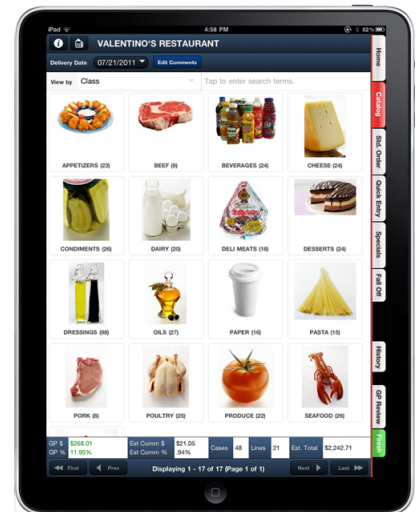 iPad 4:58 PM 82%
VALENTINO'S RESTAURANT
Delivery Date 07/21/2011 Edit Comments
View by Class Tap to enter search terms.
APPETIZERS (23) BEEF (9) BEVERAGES (24) CHEESE (24)
CONDIMENTS (26) DAIRY (20) DELI MEATS (18) DESSERTS (24)
DRESSINGS (98) OILS (27) PAPER (16) PASTA (15)
PORK (8) POULTRY (25) PRODUCE (22) SEAFOOD (26)
GP $ $268.01 Est Comm $ $21.05 Cases 48 Lines 21 Est. Total $2,242.71
GP % 11.95% Est Comm % .94%
First Prev Displaying 1 - 17 of 17 (Page 1 of 1) Next Last
Home
Catalog
Std. Order
Quick Entry
Specials
Fall Off
History
GP Review
Finish